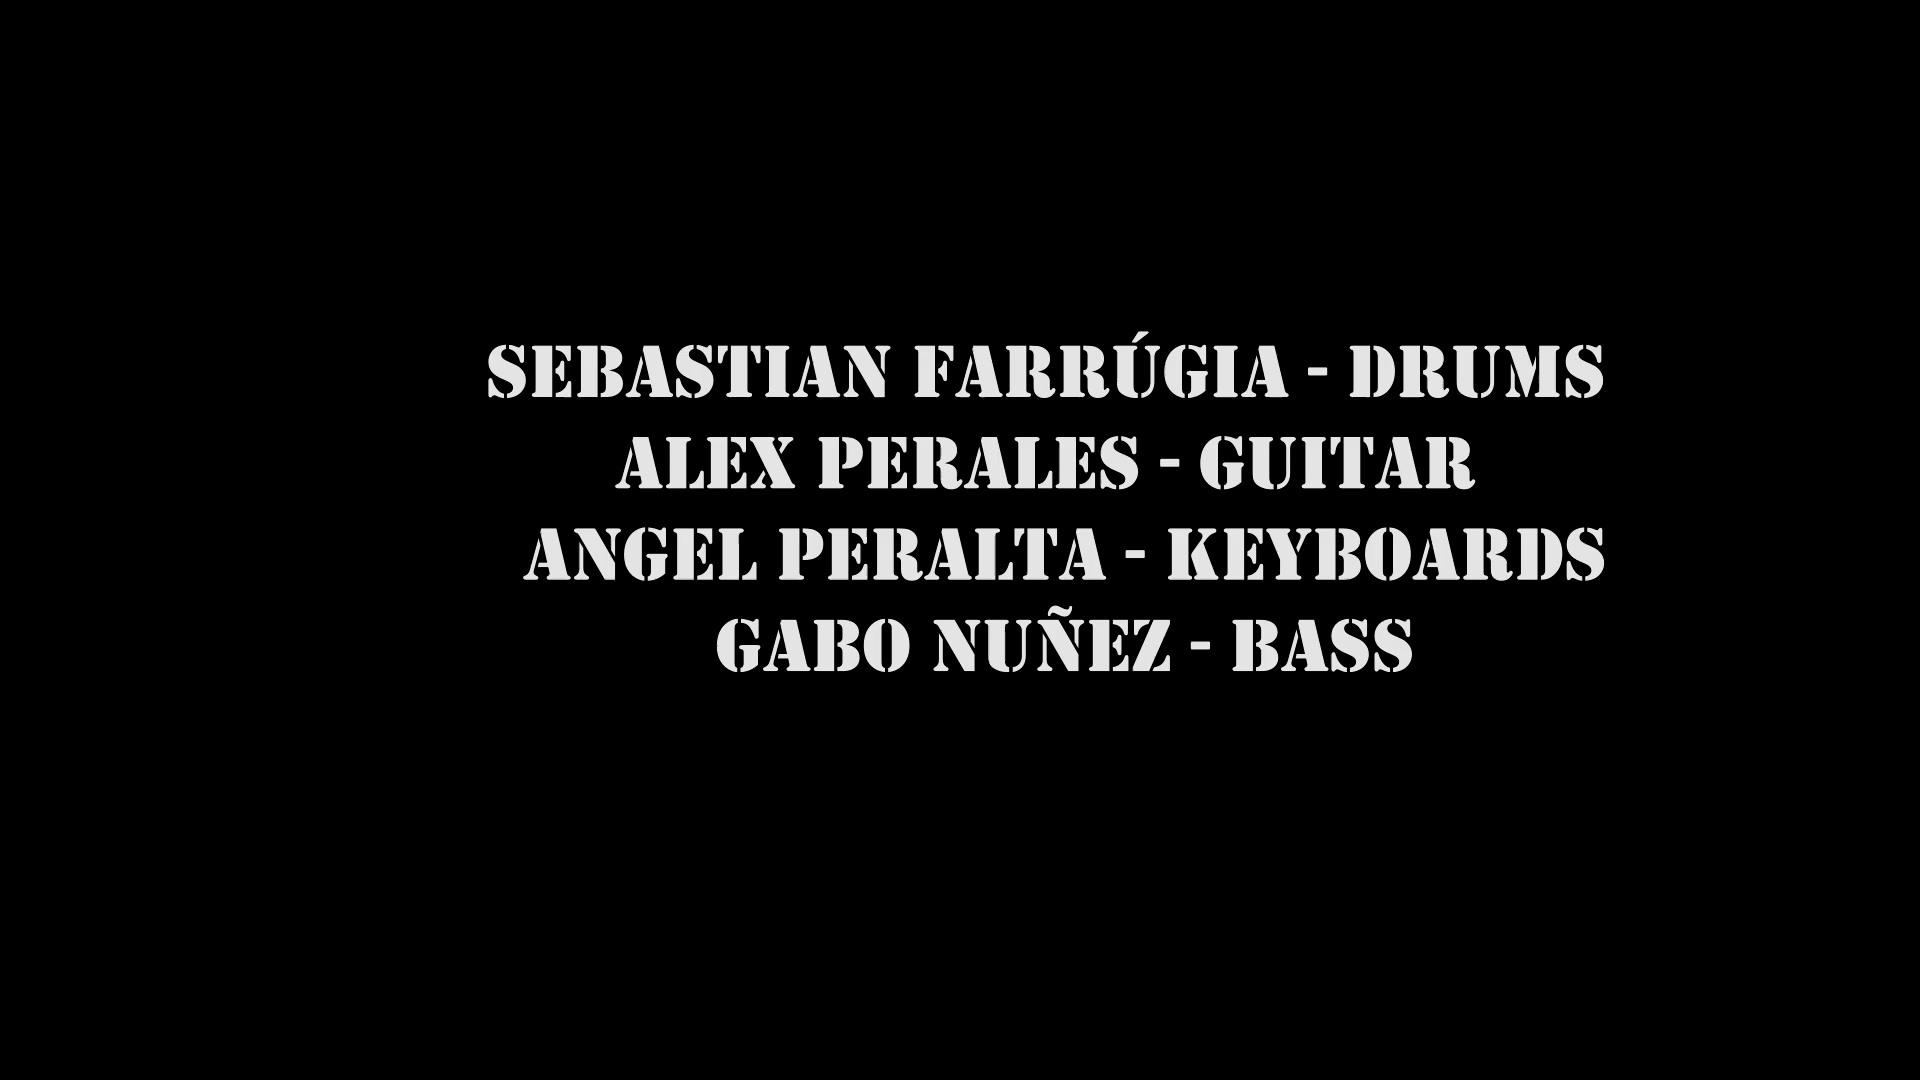 SEBASTIAN FARRÚGIA - DRUMS
ALEX PERALES - GUITAR
ANGEL PERALTA - KEYBOARDS
GABO NUÑEZ - BASS